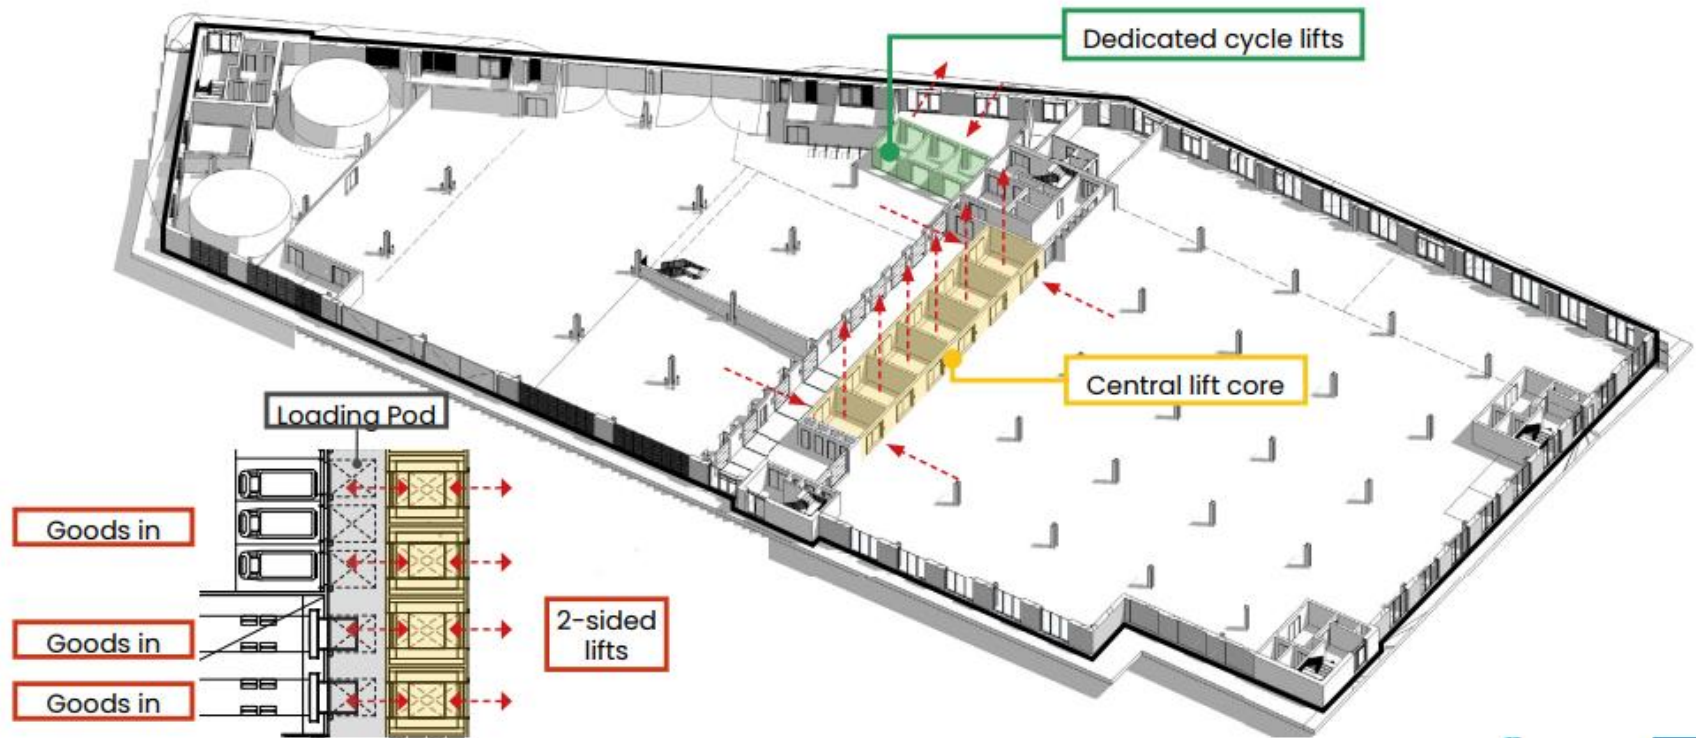 Dedicated cycle lifts
Central lift core
Loading Pod
Goods in
2-sided
lifts
Goods in
Goods in